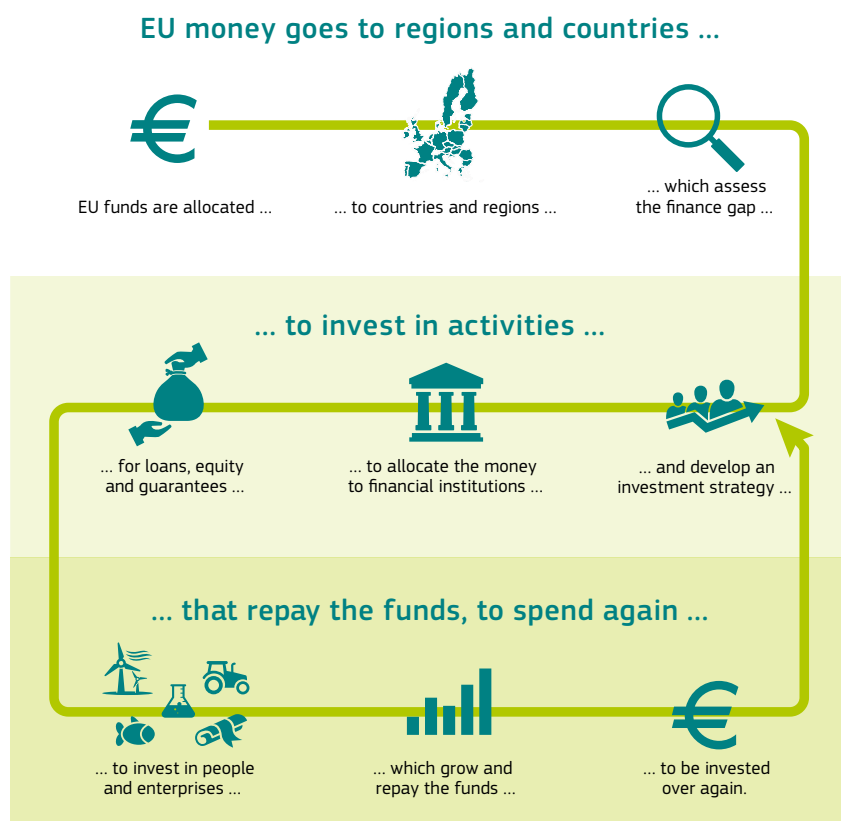 EU money goes to regions and countries ...
EU funds are allocated ...
... to countries and regions ...
... which assess
the finance gap ...
... to invest in activities ...
... for loans, equity
and guarantees ...
... to allocate the money
to financial institutions ...
... and develop an
investment strategy ...
... that repay the funds, to spend again ...
... to invest in people
and enterprises ...
... which grow and
repay the funds ...
... to be invested
over again.